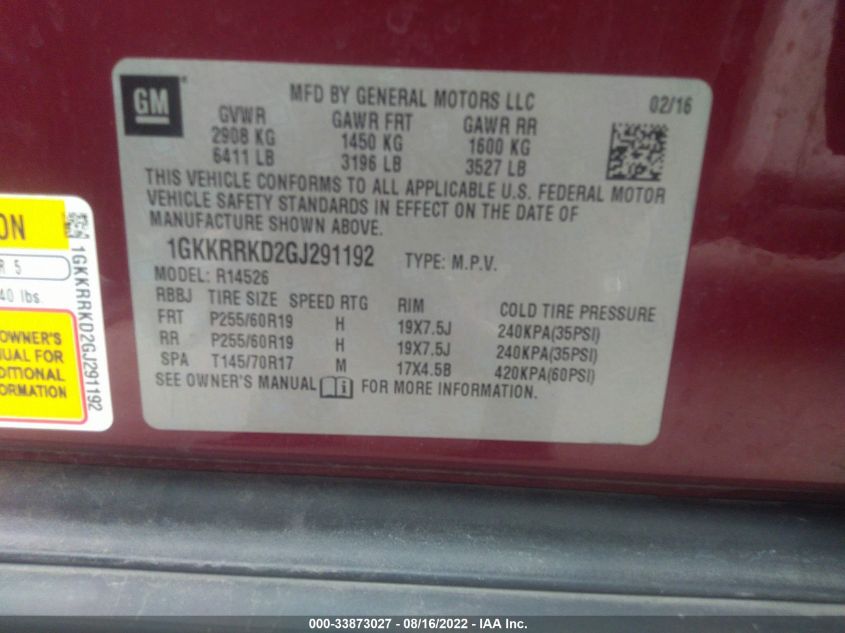 GM
MFD BY GENERAL MOTORS LLC 02/16
GVWR GAWR FRT GAWR RR
2908 KG 1450 KG 1600 KG
6411 LB 3196 LB 3527 LB
THIS VEHICLE CONFORMS TO ALL APPLICABLE U.S. FEDERAL MOTOR
VEHICLE SAFETY STANDARDS IN EFFECT ON THE DATE OF
MANUFACTURE SHOWN ABOVE.
1GKKRRKD2GJ291192 TYPE: M.P.V.
MODEL: R14526
RBBJ TIRE SIZE SPEED RTG RIM COLD TIRE PRESSURE
FRT P255/60R19 H 19X7.5J 240KPA(35PSI)
RR P255/60R19 H 19X7.5J 240KPA(35PSI)
SPA T145/70R17 M 17X4.5B 420KPA(60PSI)
SEE OWNER'S MANUAL FOR MORE INFORMATION.
ON
R 5
40 lbs.
OWNER'S
UAL FOR
DITIONAL
ORMATION
1GKKRRKD2GJ291192
000-33873027 - 08/16/2022 - IAA Inc.